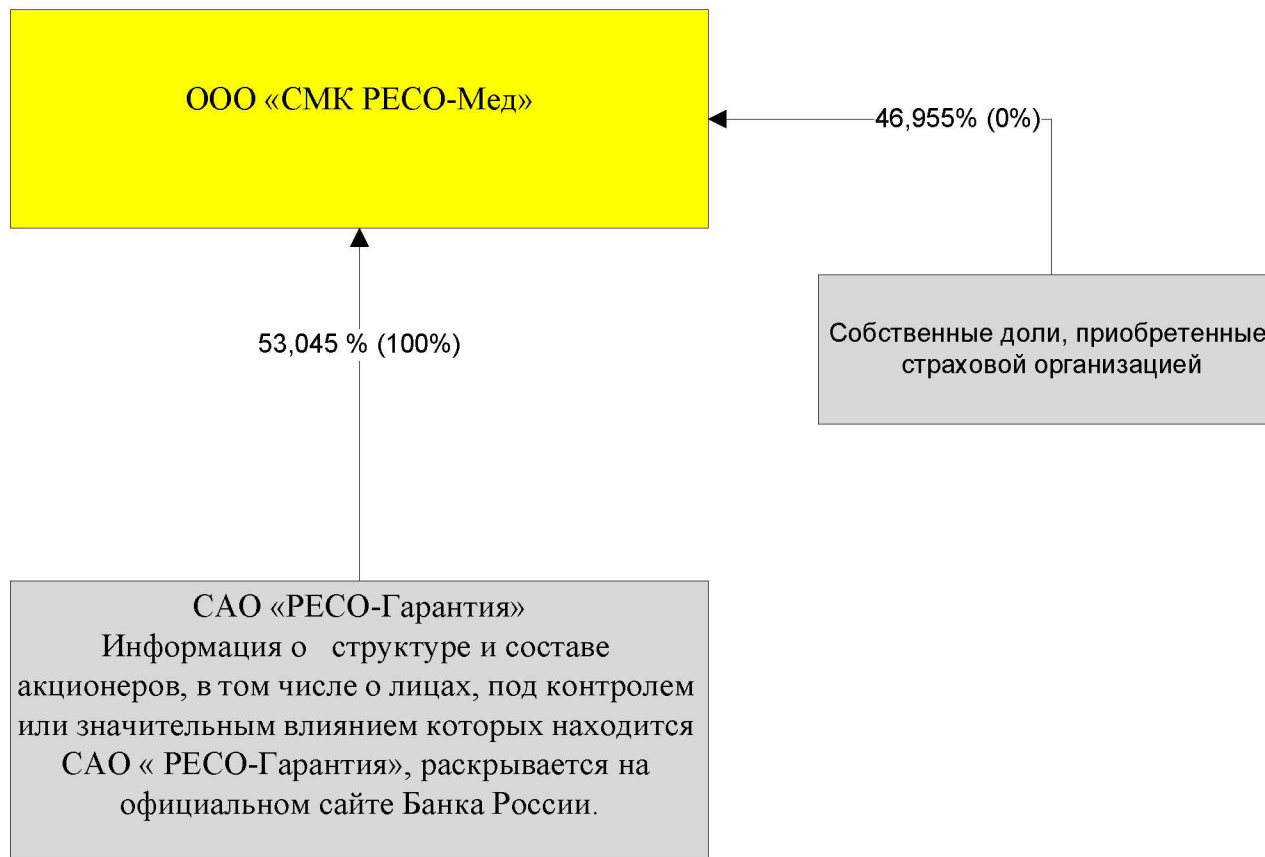 ООО «СМК РЕСО-Мед»
46,955% (0%)
53,045 % (100%)
Собственные доли, приобретенные
страховой организацией
САО «РЕСО-Гарантия»
Информация о структуре и составе
акционеров, в том числе о лицах, под контролем
или значительным влиянием которых находится
САО « РЕСО-Гарантия», раскрывается на
официальном сайте Банка России.